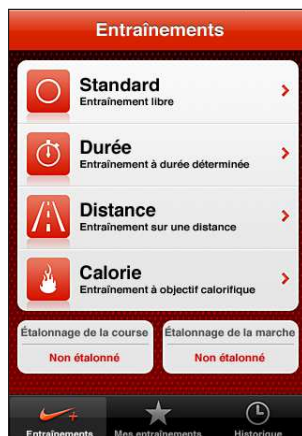 Entraînements
Standard
Entraînement libre
Durée
Entraînement à durée déterminée
Distance
Entraînement sur une distance
Calorie
Entraînement à objectif calorifique
Étalonnage de la course
Non étalonné
Étalonnage de la marche
Non étalonné
Entraînements
Mes entraînements
Historique